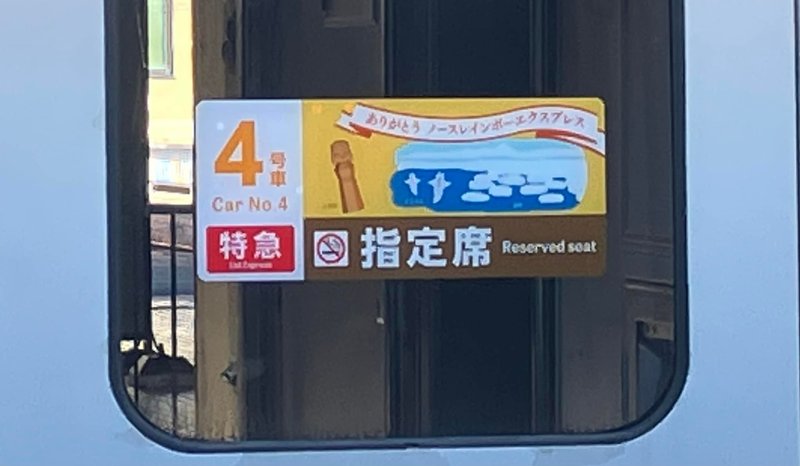 4号車
Car No.4
特急
Ltd.Express
ありがとう ノースレインボーエクスプレス
指定席 Reserved seat